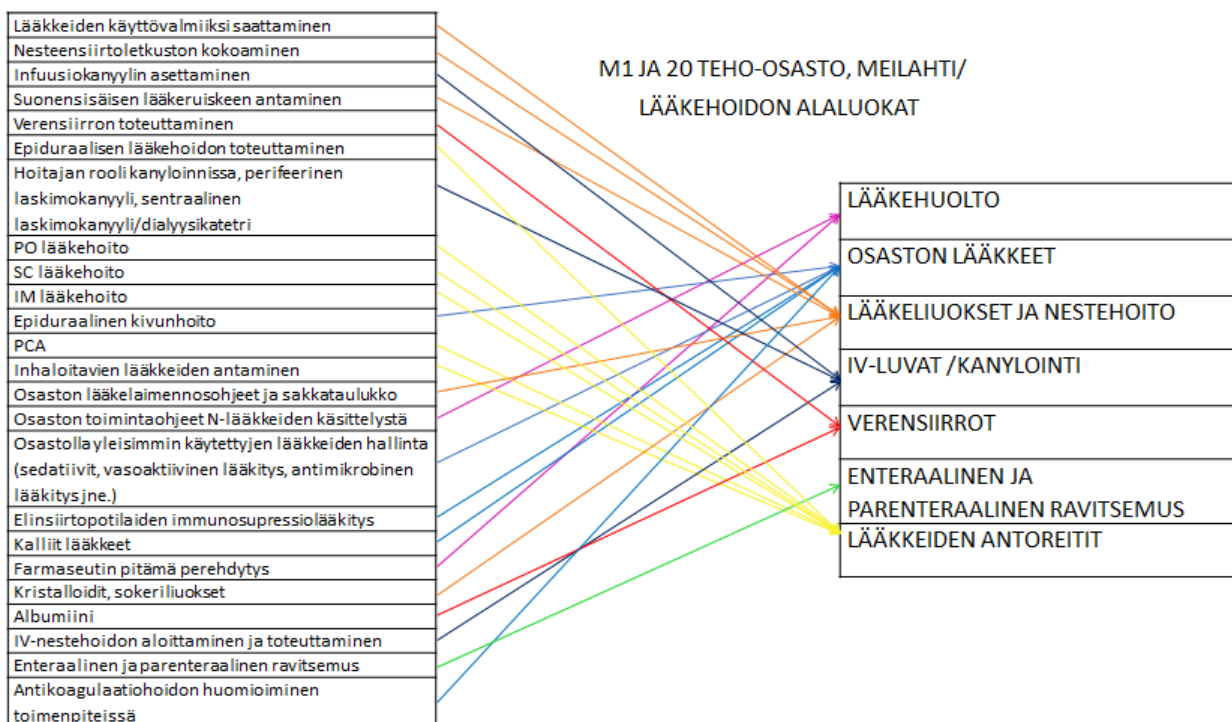 Lääkkeiden käyttövalmiiksi saattaminen
Nesteensiirtoletkuston kokoaminen
Infuusiokanyylin asettaminen
Suonensisäisen lääkeruiskeen antaminen
Verensiirron toteuttaminen
Epiduraalisen lääkehoidon toteuttaminen
Hoitajan rooli kanyloinnissa, perifeerinen
laskimokanyyli, sentraalinen
laskimokanyyli/dialyysikatetri
PO lääkehoito
SC lääkehoito
IM lääkehoito
Epiduraalinen kivunhoito
PCA
Inhaloitavien lääkkeiden antaminen
Osaston lääkelaimennosohjeet ja sakkataulukko
Osaston toimintaohjeet N-lääkkeiden käsittelystä
Osastolla yleisimmin käytettyjen lääkkeiden hallinta
(sedatiivit, vasoaktiivinen lääkitys, antimikrobinen
lääkitys jne.)
Elinsiirtopotilaiden immunosupressiolääkitys
Kalliit lääkkeet
Farmaseutin pitämä perehdytys
Kristalloidit, sokeriliuokset
Albumiini
IV-nestehoidon aloittaminen ja toteuttaminen
Enteraalinen ja parenteraalinen ravitsemus
Antikoagulaatiohoidon huomioiminen
toimenpiteissä
M1 JA 20 TEHO-OSASTO, MEILAHTI/
LÄÄKEHOIDON ALALUOKAT
LÄÄKEHUOLTO
OSASTON LÄÄKKEET
LÄÄKELIUOKSET JA NESTEHOITO
IV-LUVAT /KANYLOINTI
VERENSIIRROT
ENTERAALINEN JA
PARENTERAALINEN RAVITSEMUS
LÄÄKKEIDEN ANTOREITIT